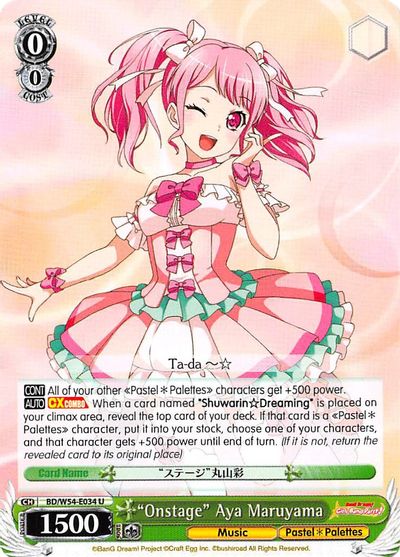 LEVEL
0
0
COST
Ta-da ～☆
CONT All of your other ≪Pastel＊Palettes≫ characters get +500 power.
AUTO CX COMBO When a card named "Shuwarin☆Dreaming" is placed on
your climax area, reveal the top card of your deck. If that card is a ≪Pastel＊
Palettes≫ character, put it into your stock, choose one of your characters,
and that character gets +500 power until end of turn. (If it is not, return the
revealed card to its original place)
Card Name
"ステージ"丸山彩
CH BD/W54-E034 U
POWER 1500
"Onstage" Aya Maruyama
Music
Pastel＊Palettes
©BanG Dream! Project ©Craft Egg Inc. ©bushiroad All Rights Reserved.